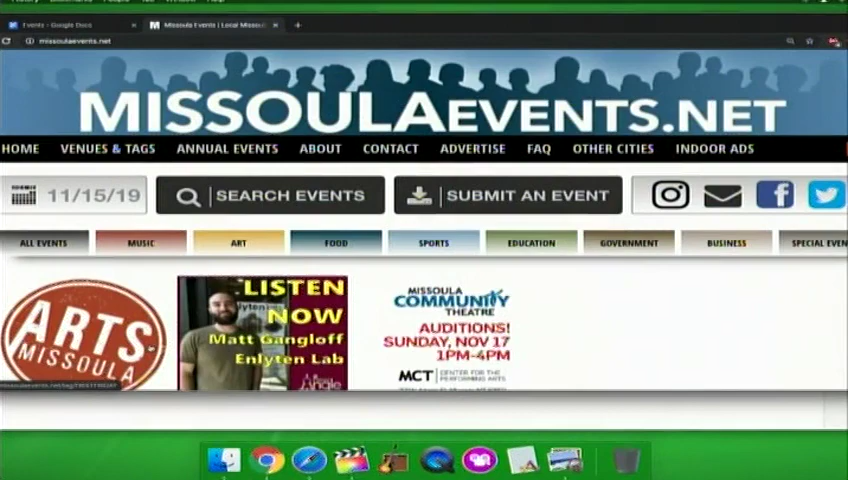 Events - Google Docs
Missoula Events | Local Missou
missoulaevents.net
MISSOULAEVENTS.NET
HOME VENUES & TAGS ANNUAL EVENTS ABOUT CONTACT ADVERTISE FAQ OTHER CITIES INDOOR ADS
11/15/19 SEARCH EVENTS SUBMIT AN EVENT
ALL EVENTS MUSIC ART FOOD SPORTS EDUCATION GOVERNMENT BUSINESS SPECIAL EVEN
ARTS
MISSOULA
LISTEN
NOW
Matt Gangloff
Enlyten Lab
Angle
MISSOULA
COMMUNITY
THEATRE
AUDITIONS!
SUNDAY, NOV 17
1PM-4PM
MCT CENTER FOR THE
PERFORMING ARTS